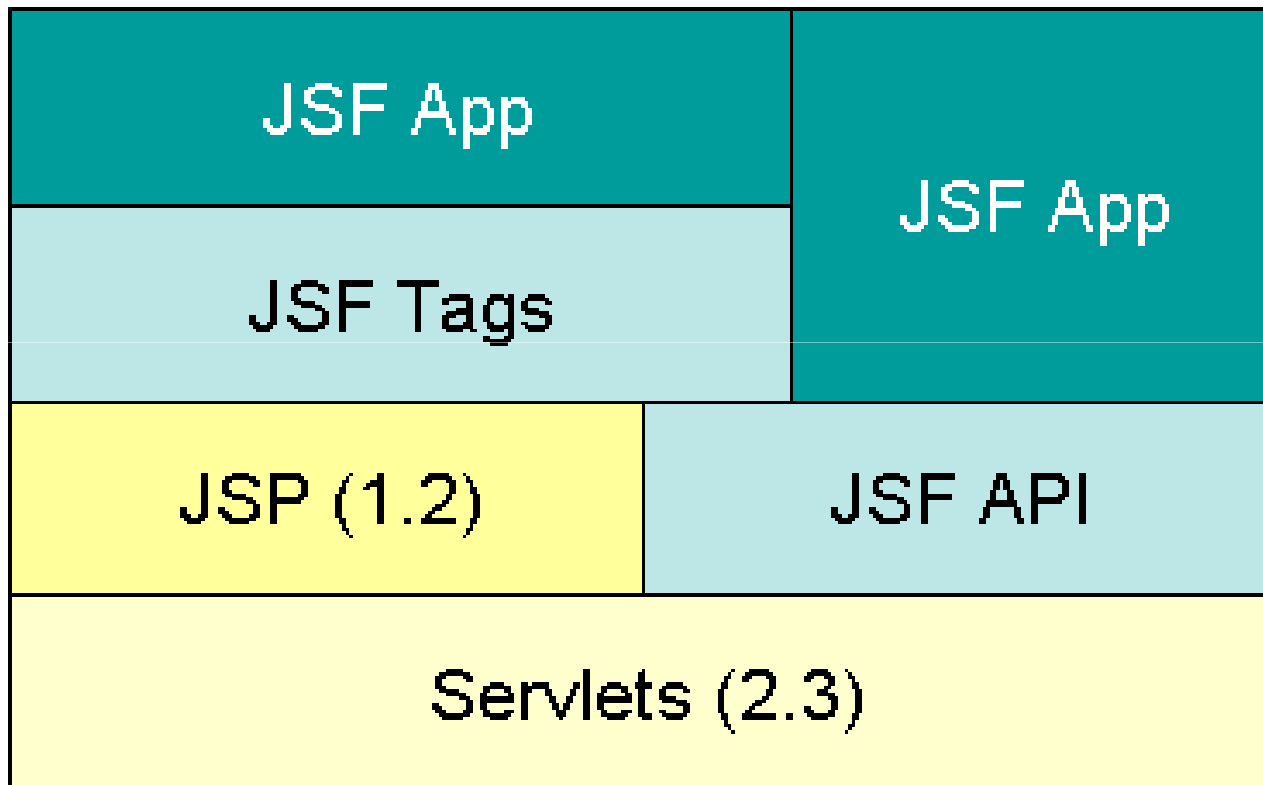 JSF App
JSF App
JSF Tags
JSP (1.2)
JSF API
Servlets (2.3)